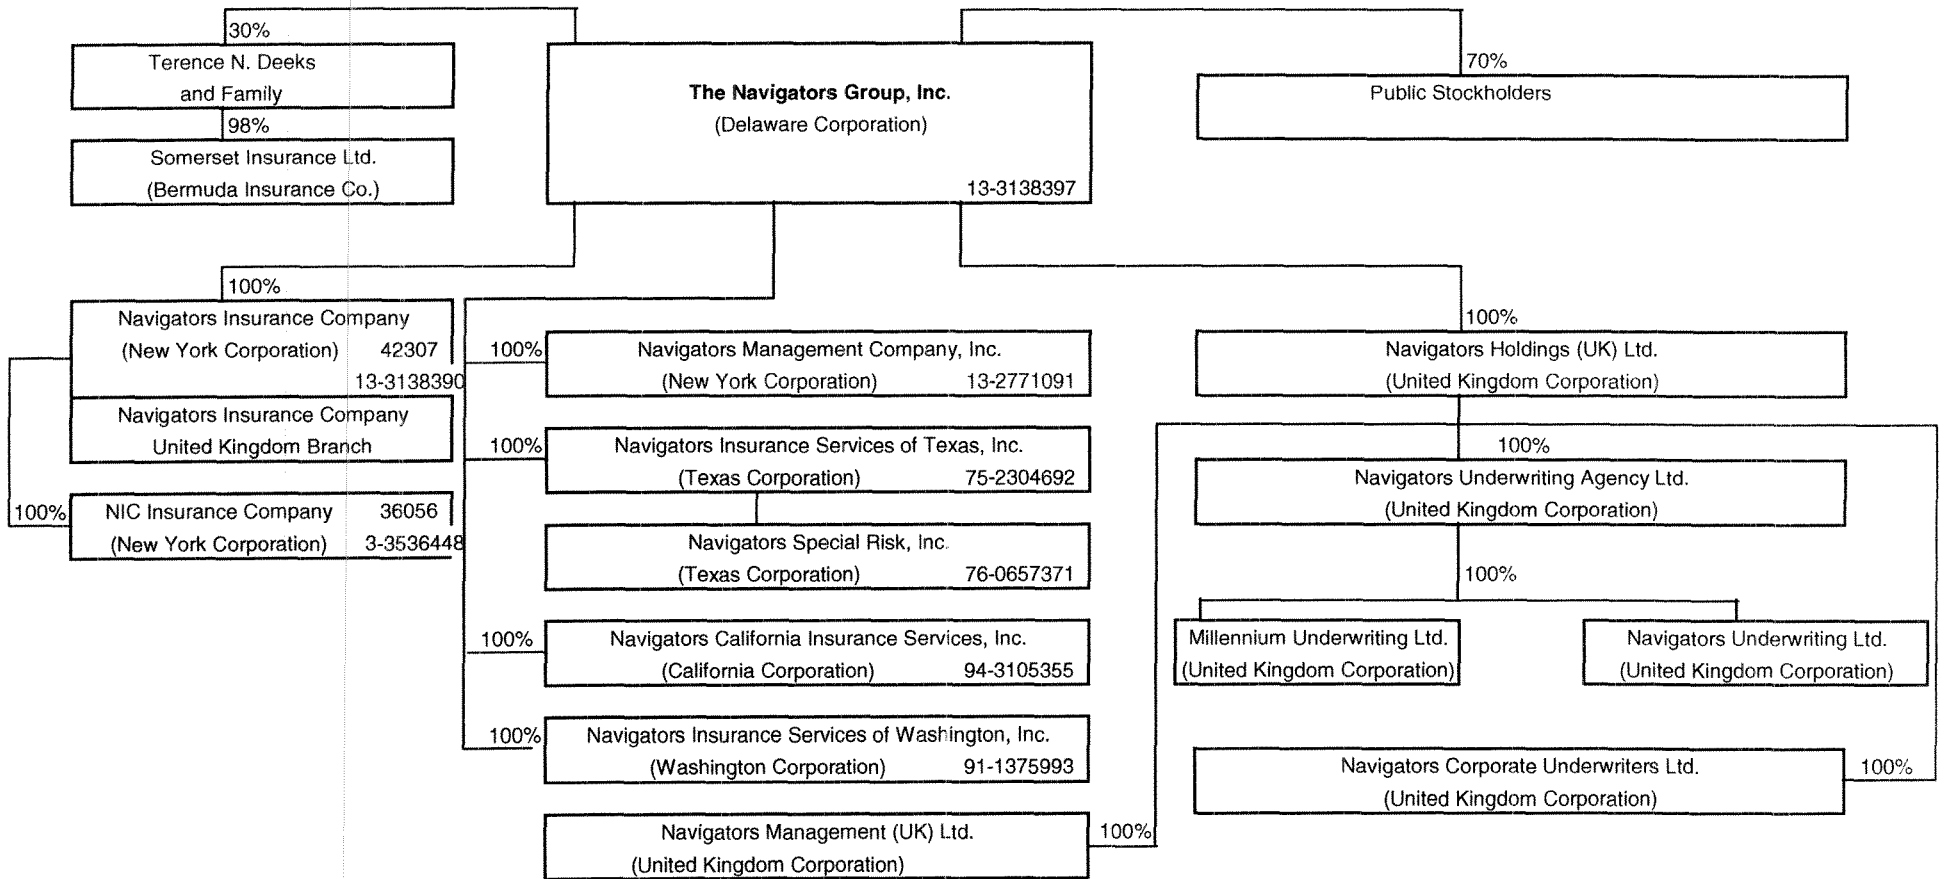 30%
Terence N. Deeks
and Family
98%
Somerset Insurance Ltd.
(Bermuda Insurance Co.)
The Navigators Group, Inc.
(Delaware Corporation)
13-3138397
70%
Public Stockholders
100%
Navigators Insurance Company
(New York Corporation) 42307
13-3138390
Navigators Insurance Company
United Kingdom Branch
100%
NIC Insurance Company 36056
(New York Corporation) 3-3536448
100%
Navigators Management Company, Inc.
(New York Corporation) 13-2771091
100%
Navigators Insurance Services of Texas, Inc.
(Texas Corporation) 75-2304692
Navigators Special Risk, Inc.
(Texas Corporation) 76-0657371
100%
Navigators California Insurance Services, Inc.
(California Corporation) 94-3105355
100%
Navigators Insurance Services of Washington, Inc.
(Washington Corporation) 91-1375993
Navigators Management (UK) Ltd.
(United Kingdom Corporation)
100%
100%
Navigators Holdings (UK) Ltd.
(United Kingdom Corporation)
100%
Navigators Underwriting Agency Ltd.
(United Kingdom Corporation)
100%
Millennium Underwriting Ltd.
(United Kingdom Corporation)
Navigators Underwriting Ltd.
(United Kingdom Corporation)
Navigators Corporate Underwriters Ltd.
(United Kingdom Corporation)
100%